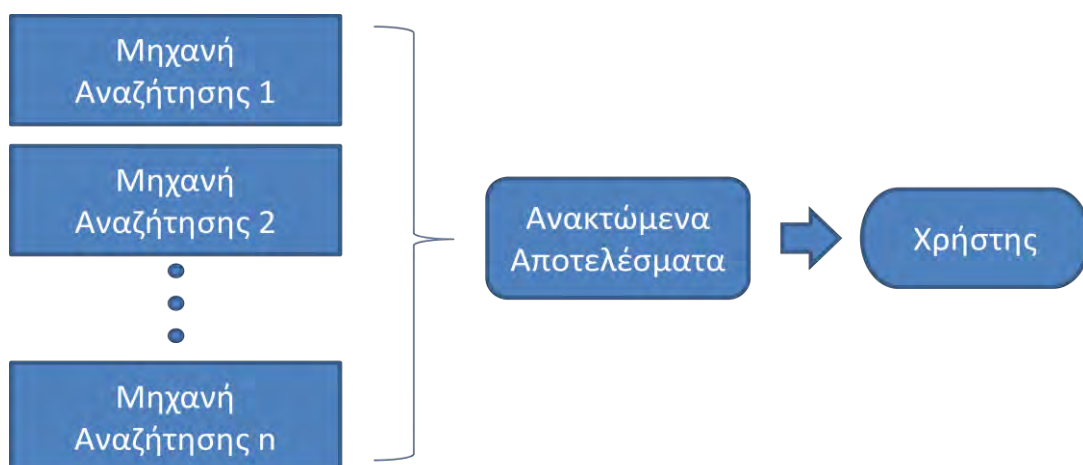 Μηχανή
Αναζήτησης 1
Μηχανή
Αναζήτησης 2
Μηχανή
Αναζήτησης n
Ανακτώμενα
Αποτελέσματα
Χρήστης